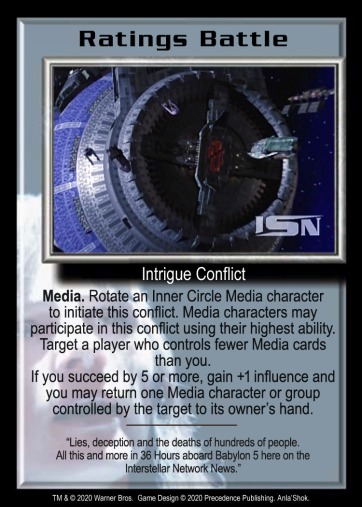 Ratings Battle
ISN
Intrigue Conflict
Media. Rotate an Inner Circle Media character
to initiate this conflict. Media characters may
participate in this conflict using their highest ability.
Target a player who controls fewer Media cards
than you.
If you succeed by 5 or more, gain +1 influence and
you may return one Media character or group
controlled by the target to its owner's hand.
“Lies, deception and the deaths of hundreds of people.
All this and more in 36 Hours aboard Babylon 5 here on the
Interstellar Network News.”
TM & © 2020 Warner Bros. Game Design © 2020 Precedence Publishing. Anla'Shok.